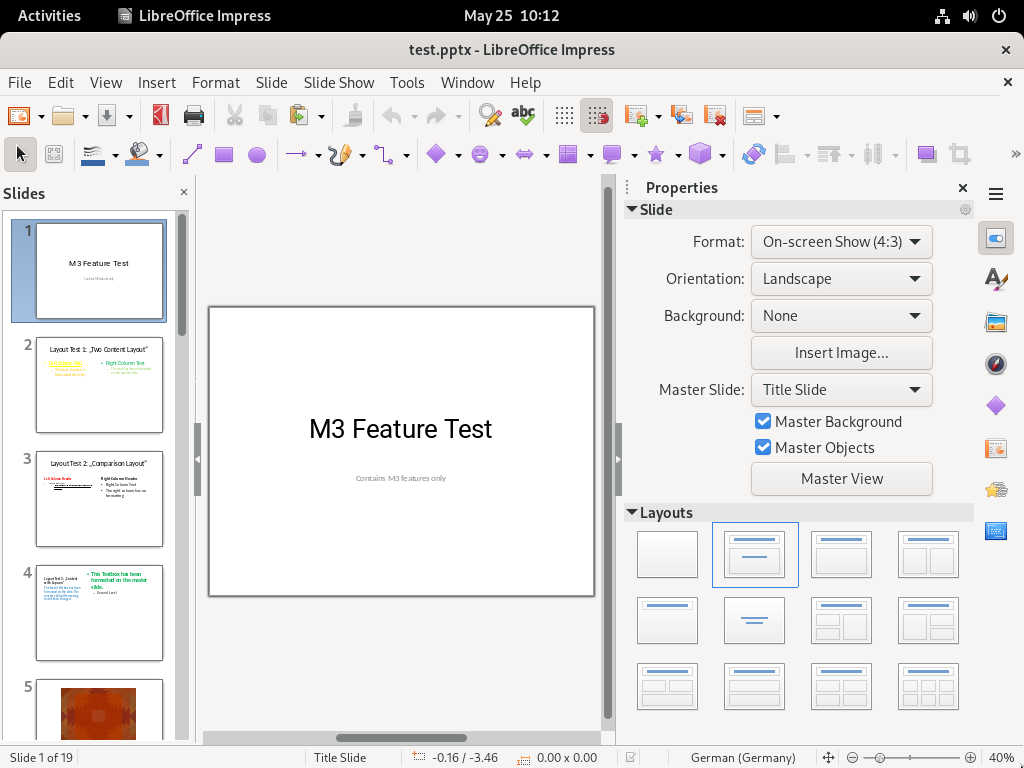 Activities
LibreOffice Impress
May 25 10:12
test.pptx - LibreOffice Impress
File Edit View Insert Format Slide Slide Show Tools Window Help
Slides
Properties
Slide
Format: On-screen Show (4:3)
Orientation: Landscape
Background: None
Insert Image...
Master Slide: Title Slide
Master Background
Master Objects
Master View
Layouts
1
M3 Feature Test
2
Layout Test 1: „Two Content Layout"
Right Column Text
3
Layout Test 2: „Comparison Layout"
Left Column Header
Right Column Header
Right Column Text
The right column has no formatting
4
This Textbox has been
formatted on the master
slide.
5
M3 Feature Test
Contains M3 features only
Slide 1 of 19
Title Slide
-0.16 / -3.46
0.00 x 0.00
German (Germany)
40%